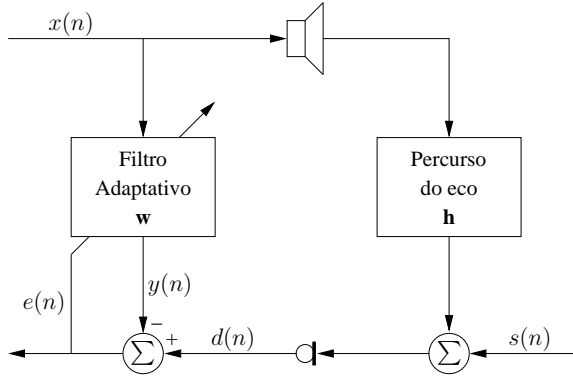 x(n)
Filtro
Adaptativo
w
Percurso
do eco
h
e(n)
y(n)
−
+
d(n)
s(n)
∑
∑